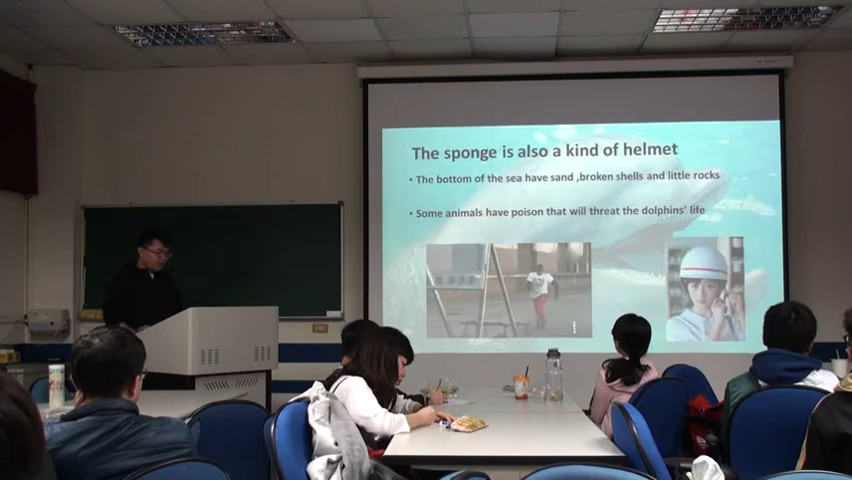 The sponge is also a kind of helmet
• The bottom of the sea have sand ,broken shells and little rocks
• Some animals have poison that will threat the dolphins' life